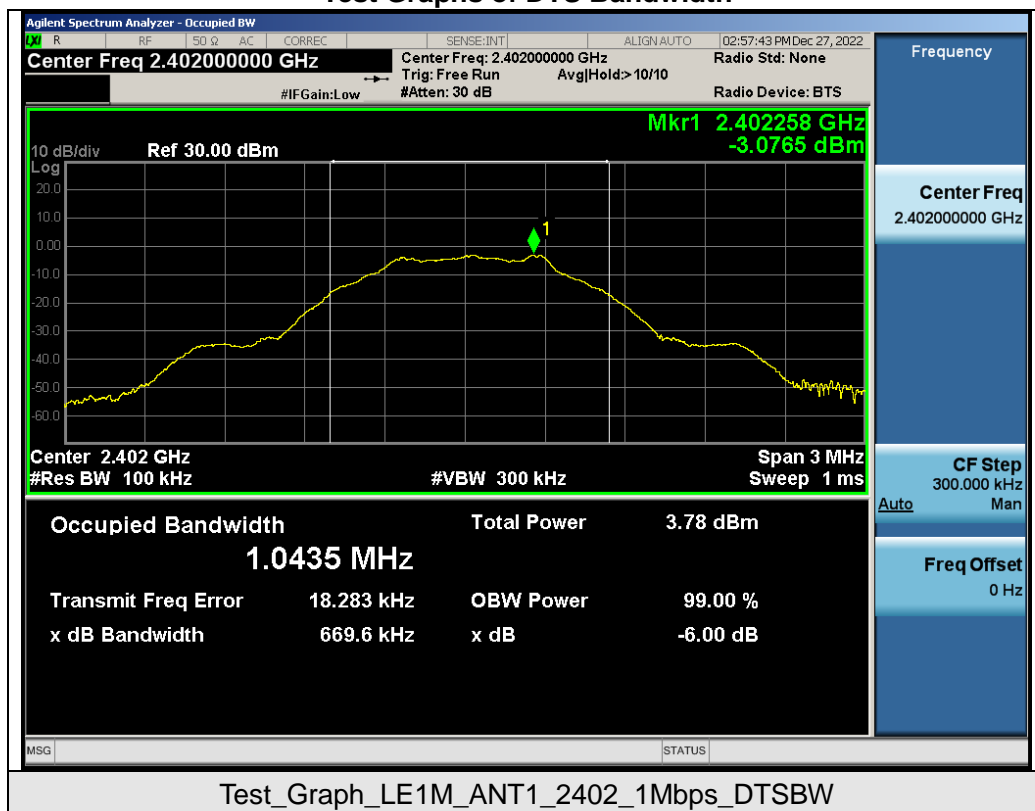 Test Graphs of DTS Bandwidth
Agilent Spectrum Analyzer - Occupied BW
LXI R RF 50 Ω AC CORREC SENSE:INT ALIGN AUTO 02:57:43 PM Dec 27, 2022
Center Freq 2.402000000 GHz Center Freq: 2.402000000 GHz Radio Std: None
Trig: Free Run Avg|Hold:> 10/10
#IFGain:Low #Atten: 30 dB Radio Device: BTS
Frequency
Mkr1 2.402258 GHz
10 dB/div Ref 30.00 dBm -3.0765 dBm
Log
20.0
10.0
1
0.00
-10.0
-20.0
-30.0
-40.0
-50.0
-60.0
Center 2.402 GHz Span 3 MHz
#Res BW 100 kHz #VBW 300 kHz Sweep 1 ms
Center Freq
2.402000000 GHz
CF Step
300.000 kHz
Auto Man
Freq Offset
0 Hz
Occupied Bandwidth Total Power 3.78 dBm
1.0435 MHz
Transmit Freq Error 18.283 kHz OBW Power 99.00 %
x dB Bandwidth 669.6 kHz x dB -6.00 dB
MSG STATUS
Test_Graph_LE1M_ANT1_2402_1Mbps_DTSBW